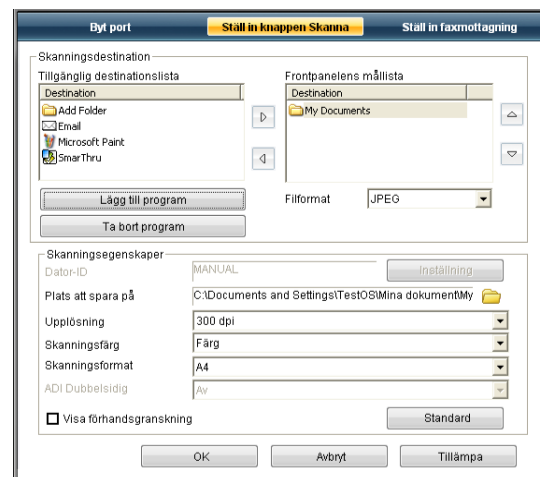 Byt port
Ställ in knappen Skanna
Ställ in faxmottagning
Skanningsdestination
Tillgänglig destinationslista
Destination
Add Folder
Email
Microsoft Paint
SmarThru
Frontpanelens mållista
Destination
My Documents
Lägg till program
Ta bort program
Filformat
JPEG
Skanningsegenskaper
Dator-ID
MANUAL
Inställning
Plats att spara på
C:\Documents and Settings\TestOS\Mina dokument\My
Upplösning
300 dpi
Skanningsfärg
Färg
Skanningsformat
A4
ADI Dubbelsidig
Av
Visa förhandsgranskning
Standard
OK
Avbryt
Tillämpa